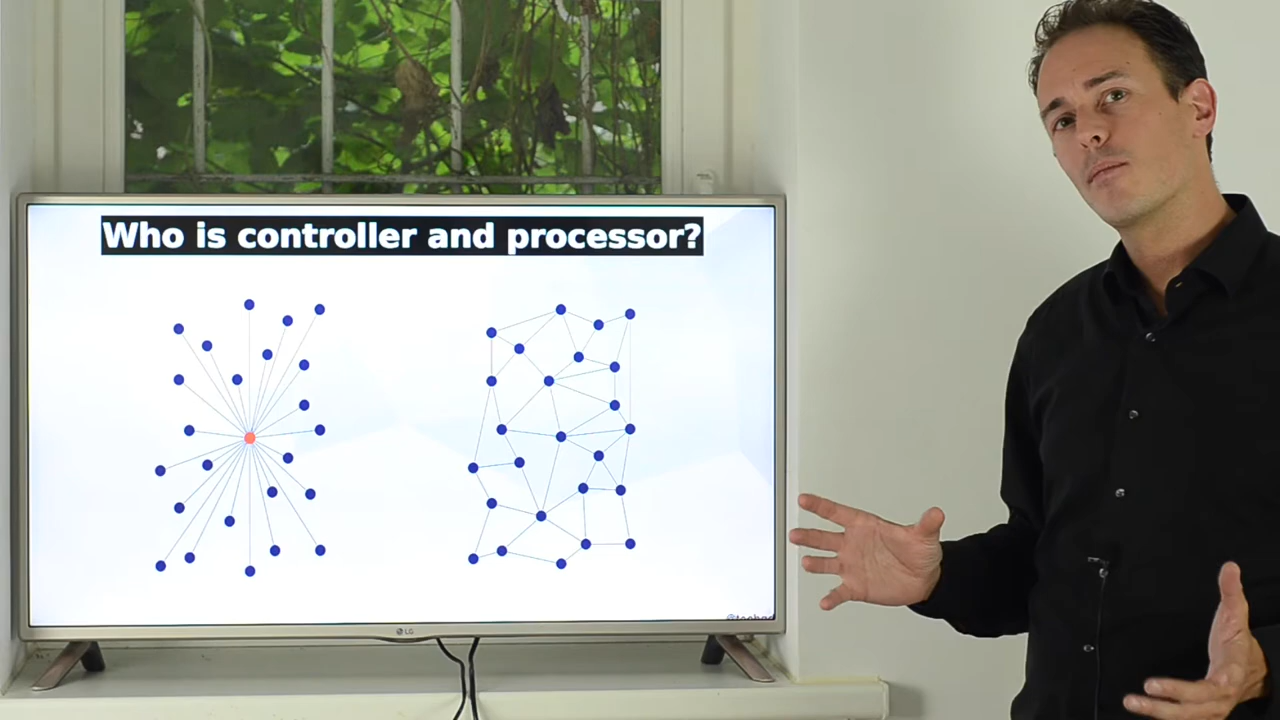 Who is controller and processor?
LG